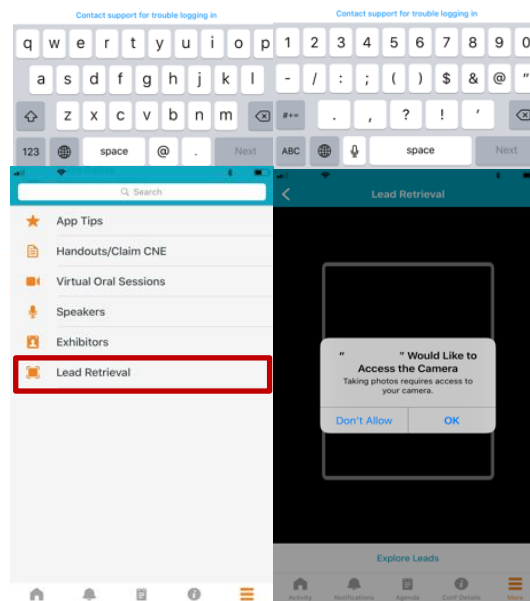 Contact support for trouble logging in
q w e r t y u i o p
a s d f g h j k l
z x c v b n m
123 space @ . Next
Contact support for trouble logging in
1 2 3 4 5 6 7 8 9 0
- / : ; ( ) $ & @ "
#+= . , ? ! '
ABC space Next
Search
App Tips
Handouts/Claim CNE
Virtual Oral Sessions
Speakers
Exhibitors
Lead Retrieval
Lead Retrieval
" " Would Like to
Access the Camera
Taking photos requires access to
your camera.
Don't Allow OK
Explore Leads
Activity Notifications Agenda Conf Details More